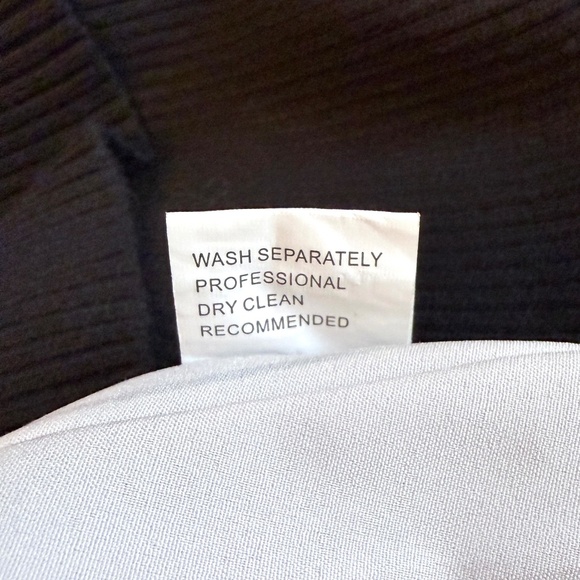 WASH SEPARATELY
PROFESSIONAL
DRY CLEAN
RECOMMENDED